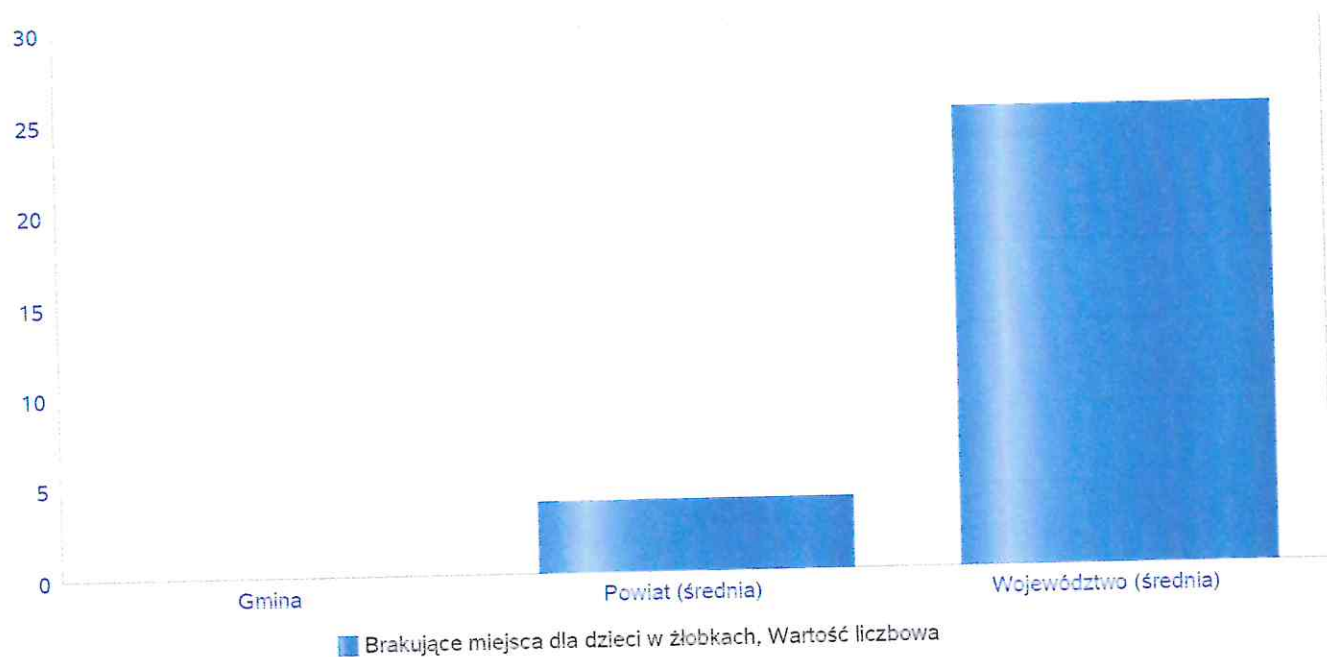 30
25
20
15
10
5
0
Gmina
Powiat (średnia)
Województwo (średnia)
Brakujące miejsca dla dzieci w żłobkach, Wartość liczbowa